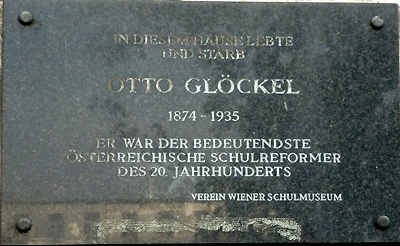 IN DIESEM HAUSE LEBTE
UND STARB
OTTO GLÖCKEL
1874 - 1935
ER WAR DER BEDEUTENDSTE
ÖSTERREICHISCHE SCHULREFORMER
DES 20. JAHRHUNDERTS
VEREIN WIENER SCHULMUSEUM